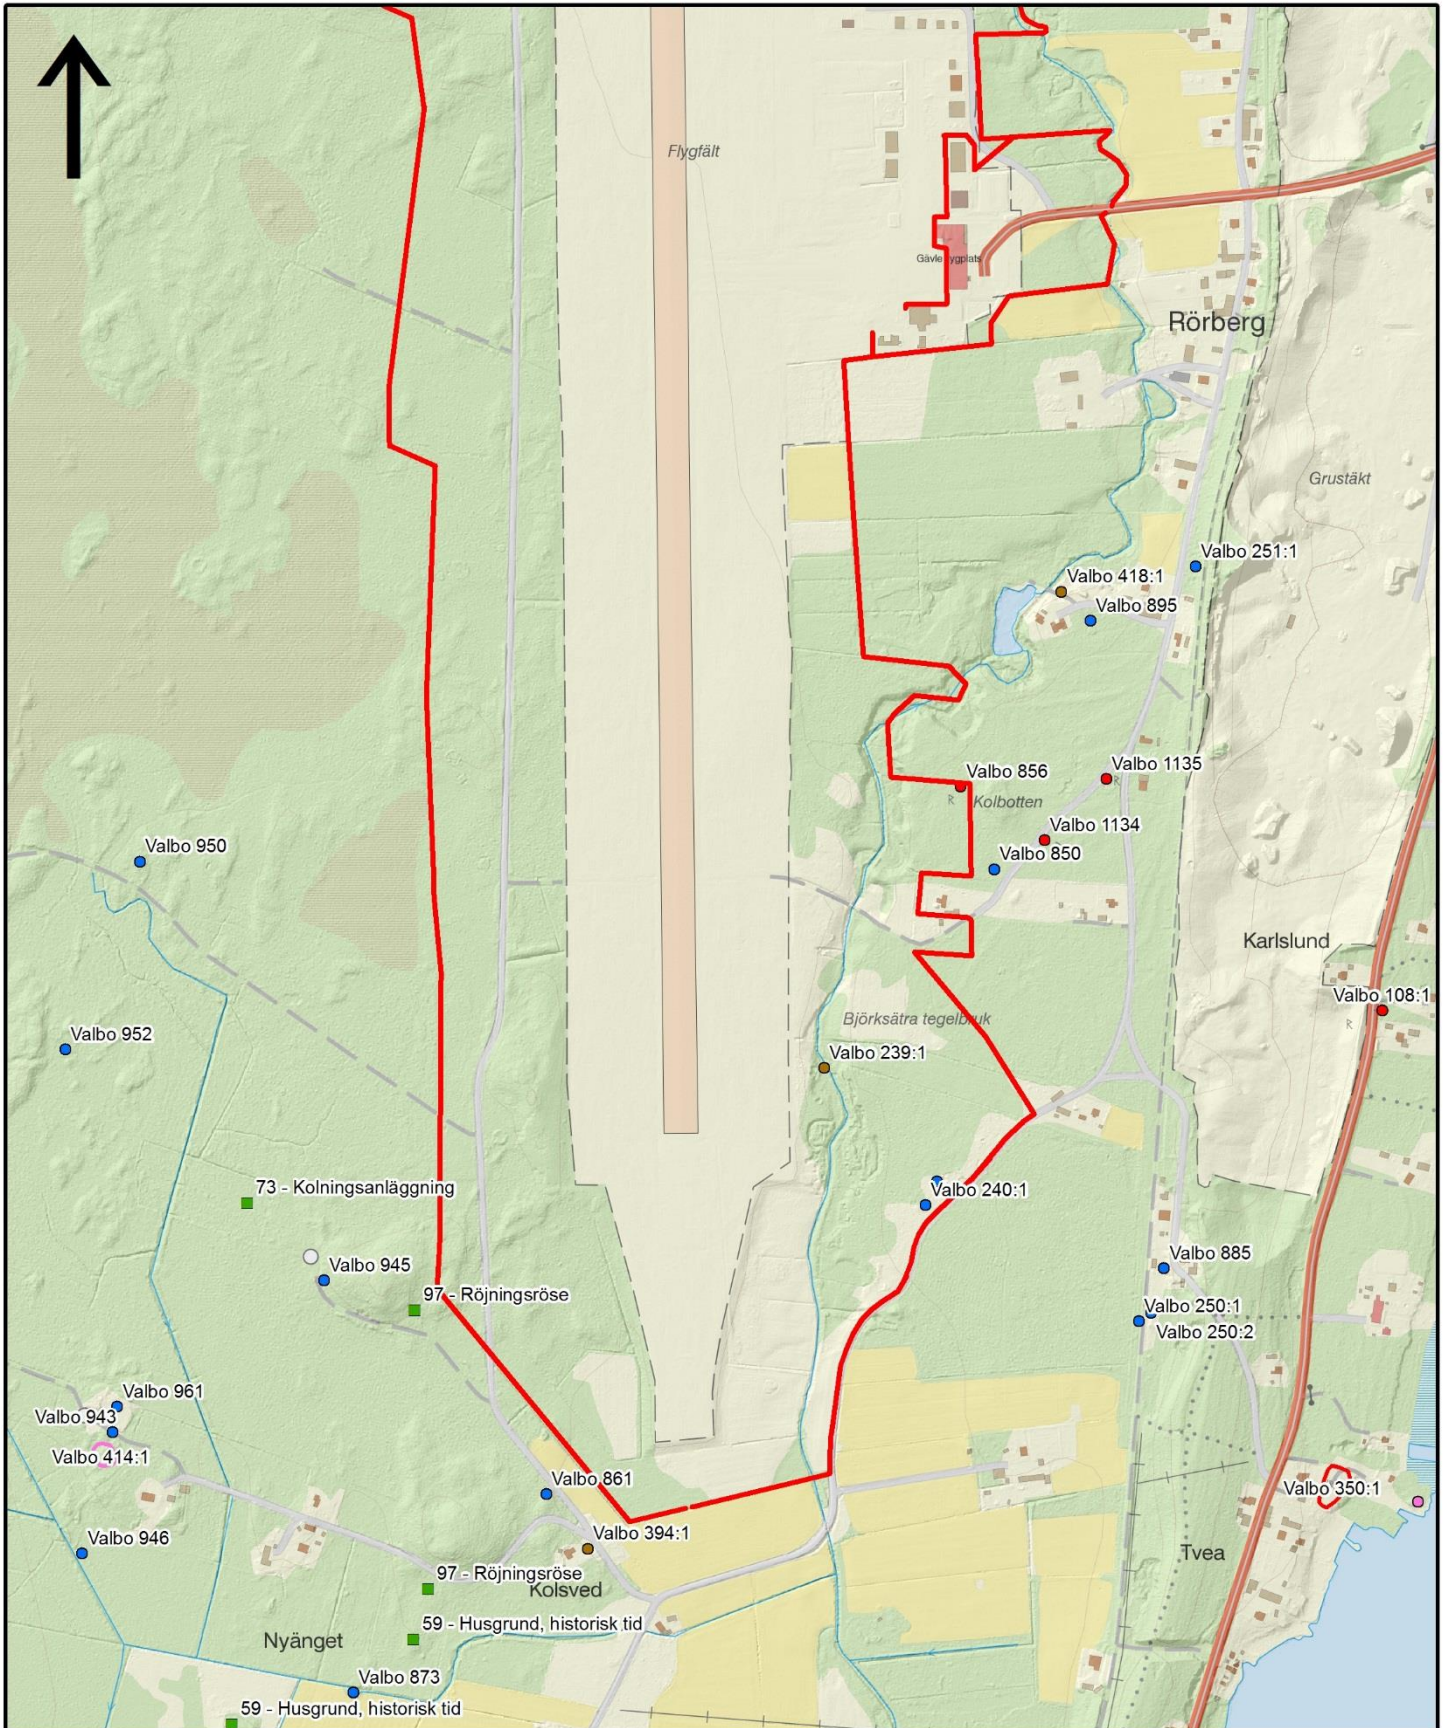 Flygfält
Gävle ygplats
Rörberg
Grustäkt
Valbo 251:1
Valbo 418:1
Valbo 895
Valbo 856
R
Kolbotten
Valbo 1135
R
Valbo 1134
Valbo 850
Valbo 950
Karlslund
Valbo 108:1
R
Björksätra tegelbruk
Valbo 952
Valbo 239:1
73 - Kolningsanläggning
Valbo 240:1
Valbo 945
Valbo 885
97 - Röjningsröse
Valbo 250:1
Valbo 250:2
Valbo 961
Valbo 943
Valbo 414:1
Valbo 861
Valbo 350:1
Valbo 394:1
Valbo 946
Tvea
97 - Röjningsröse
Kolsved
59 - Husgrund, historisk tid
Nyänget
Valbo 873
59 - Husgrund, historisk tid